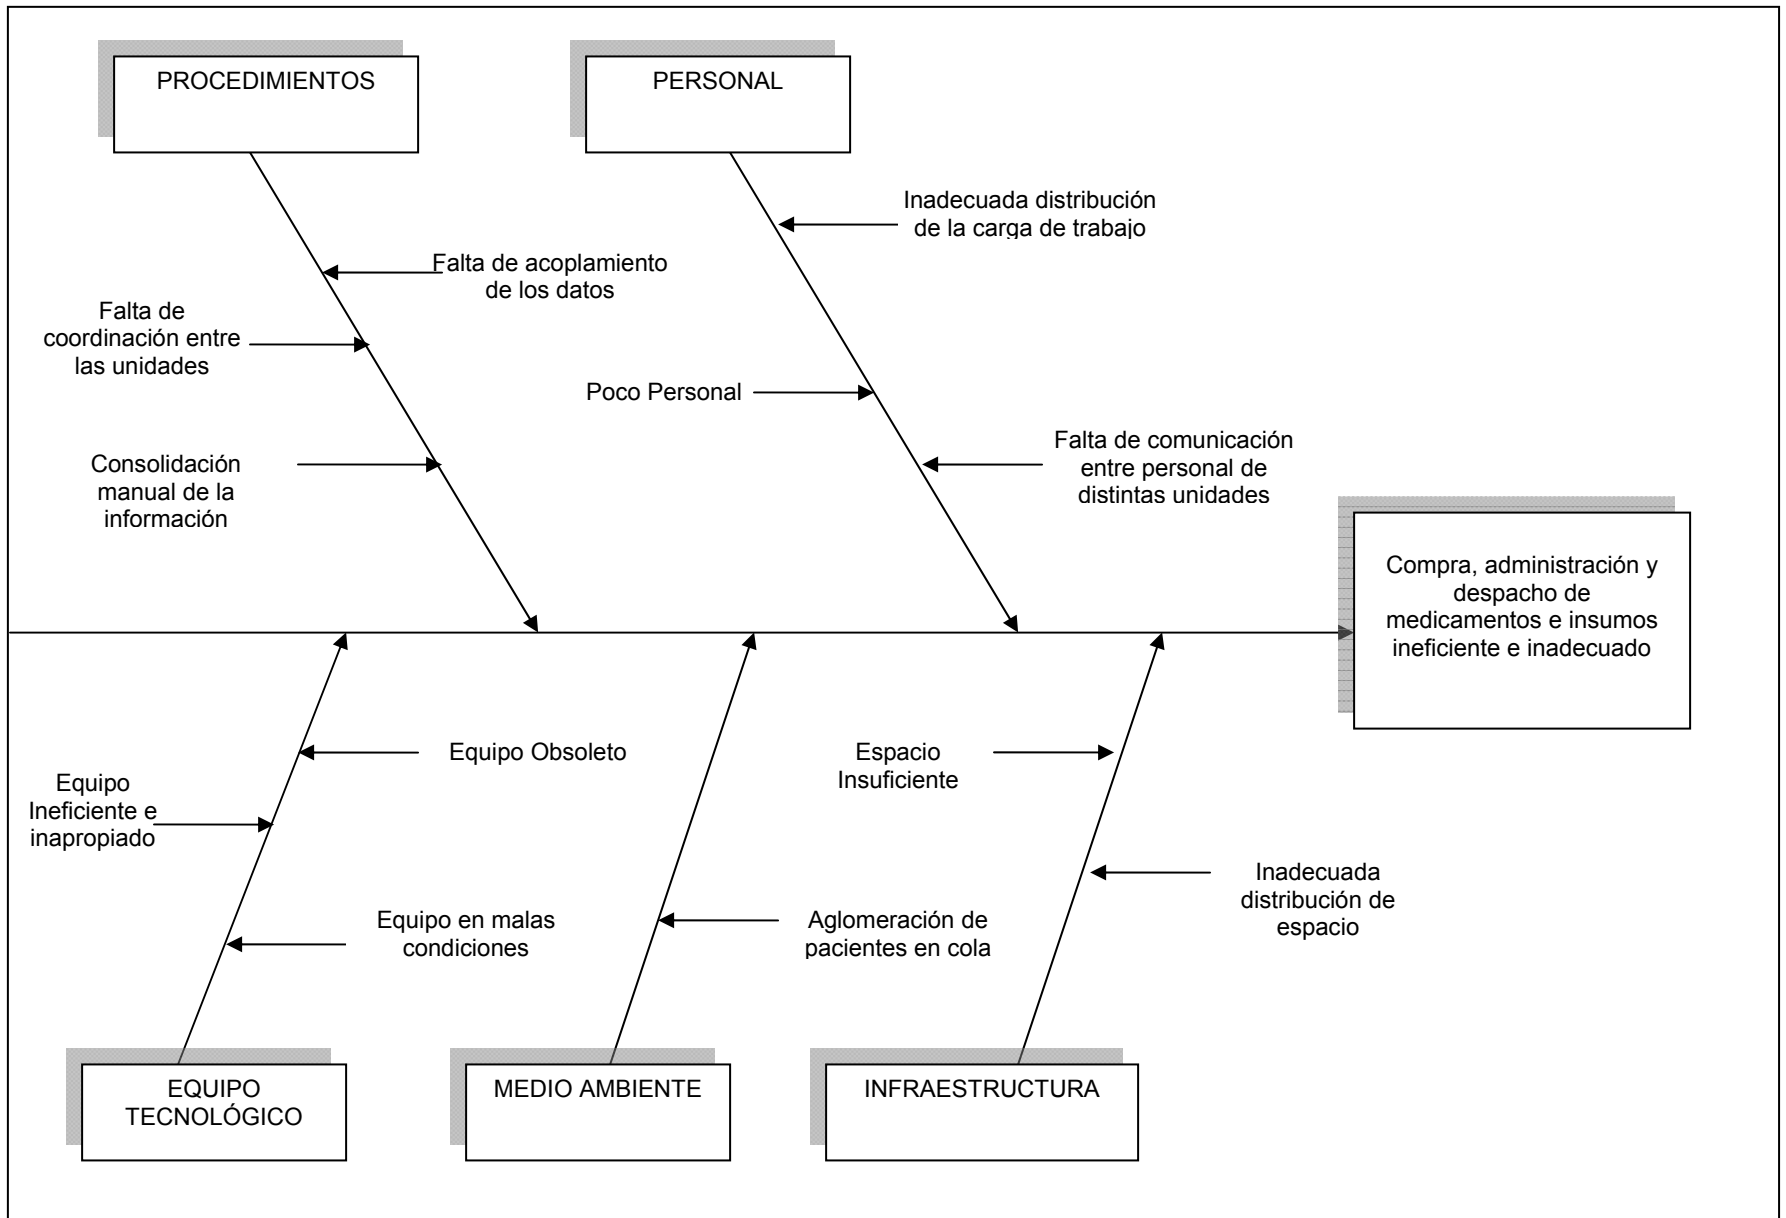 PROCEDIMIENTOS
PERSONAL
Inadecuada distribución
de la carga de trabajo
Falta de acoplamiento
de los datos
Falta de
coordinación entre
las unidades
Poco Personal
Consolidación
manual de la
información
Falta de comunicación
entre personal de
distintas unidades
Compra, administración y
despacho de
medicamentos e insumos
ineficiente e inadecuado
Equipo Obsoleto
Espacio
Insuficiente
Equipo
Ineficiente e
inapropiado
Inadecuada
distribución de
espacio
Equipo en malas
condiciones
Aglomeración de
pacientes en cola
EQUIPO
TECNOLÓGICO
MEDIO AMBIENTE
INFRAESTRUCTURA